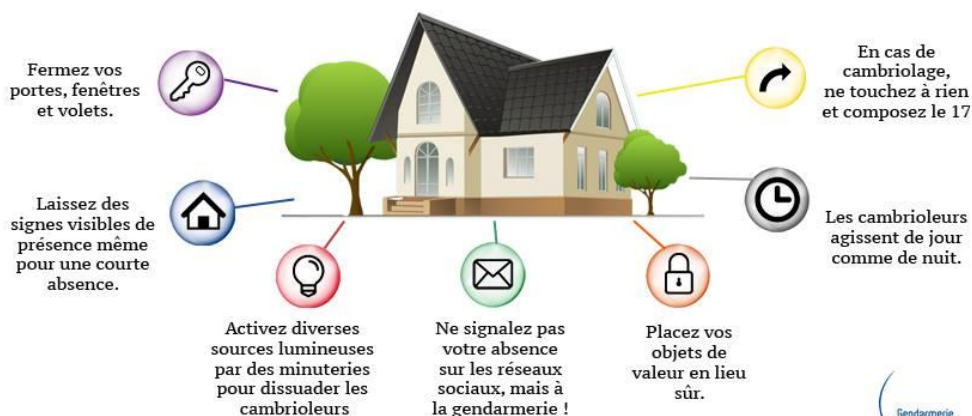 Fermez vos
portes, fenêtres
et volets.
Laissez des
signes visibles de
présence même
pour une courte
absence.
Activez diverses
sources lumineuses
par des minuteries
pour dissuader les
cambrioleurs
Ne signalez pas
votre absence
sur les réseaux
sociaux, mais à
la gendarmerie !
Placez vos
objets de
valeur en lieu
sûr.
Les cambrioleurs
agissent de jour
comme de nuit.
En cas de
cambriolage,
ne touchez à rien
et composez le 17
Gendarmerie